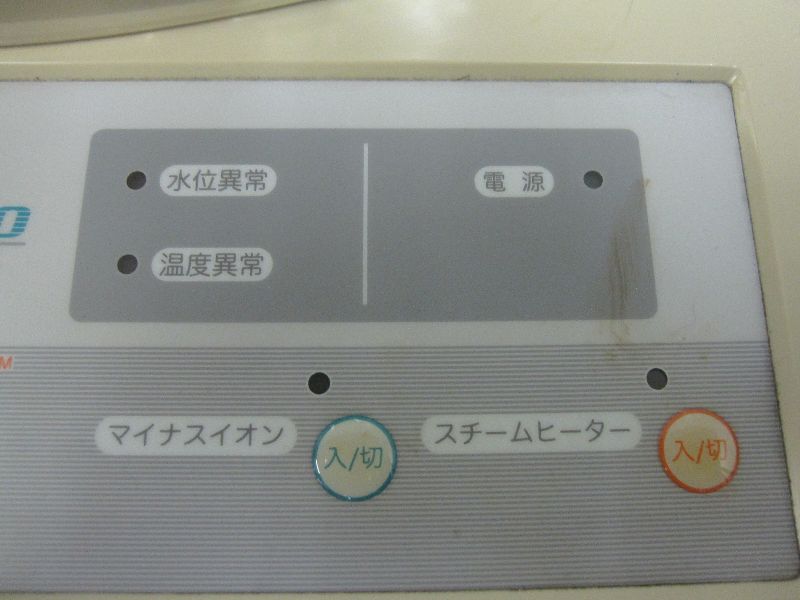 水位異常
電源
温度異常
マイナスイオン
入/切
スチームヒーター
入/切